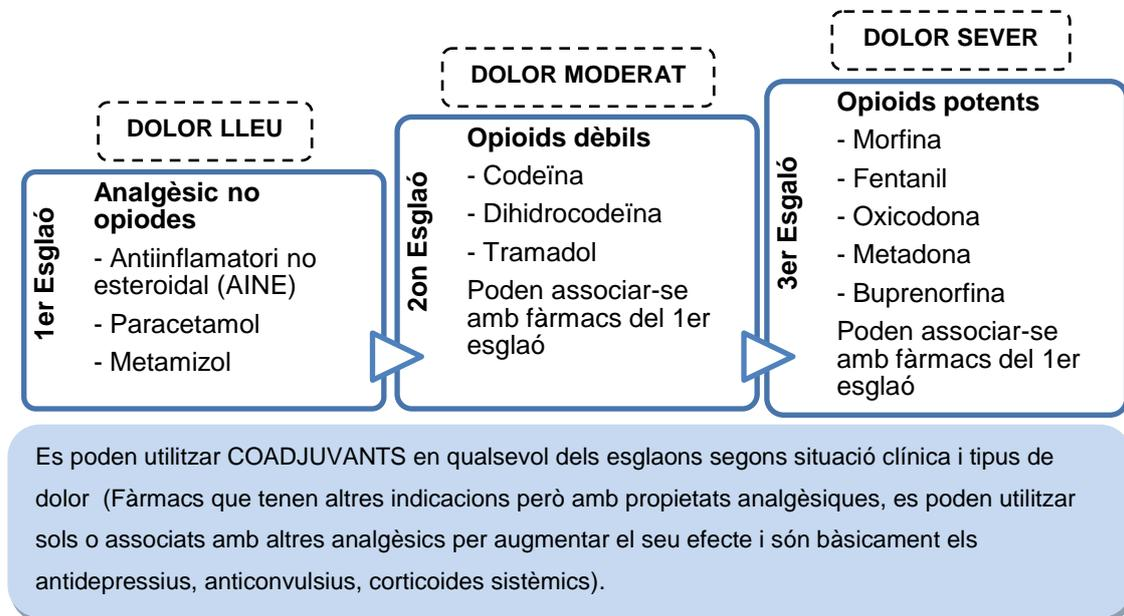 DOLOR LLEU
1er Esglaó
Analgèsic no
opiodes
- Antiinflamatori no
esteroidal (AINE)
- Paracetamol
- Metamizol
DOLOR MODERAT
2on Esglaó
Opioids dèbils
- Codeïna
- Dihidrocodeïna
- Tramadol
Poden associar-se
amb fàrmacs del 1er
esglaó
DOLOR SEVER
3er Esgaló
Opioids potents
- Morfina
- Fentanil
- Oxicodona
- Metadona
- Buprenorfina
Poden associar-se
amb fàrmacs del 1er
esglaó
Es poden utilitzar COADJUVANTS en qualsevol dels esglaons segons situació clínica i tipus de
dolor (Fàrmacs que tenen altres indicacions però amb propietats analgèsiques, es poden utilitzar
sols o associats amb altres analgèsics per augmentar el seu efecte i són bàsicament els
antidepressius, anticonvulsius, corticoides sistèmics).